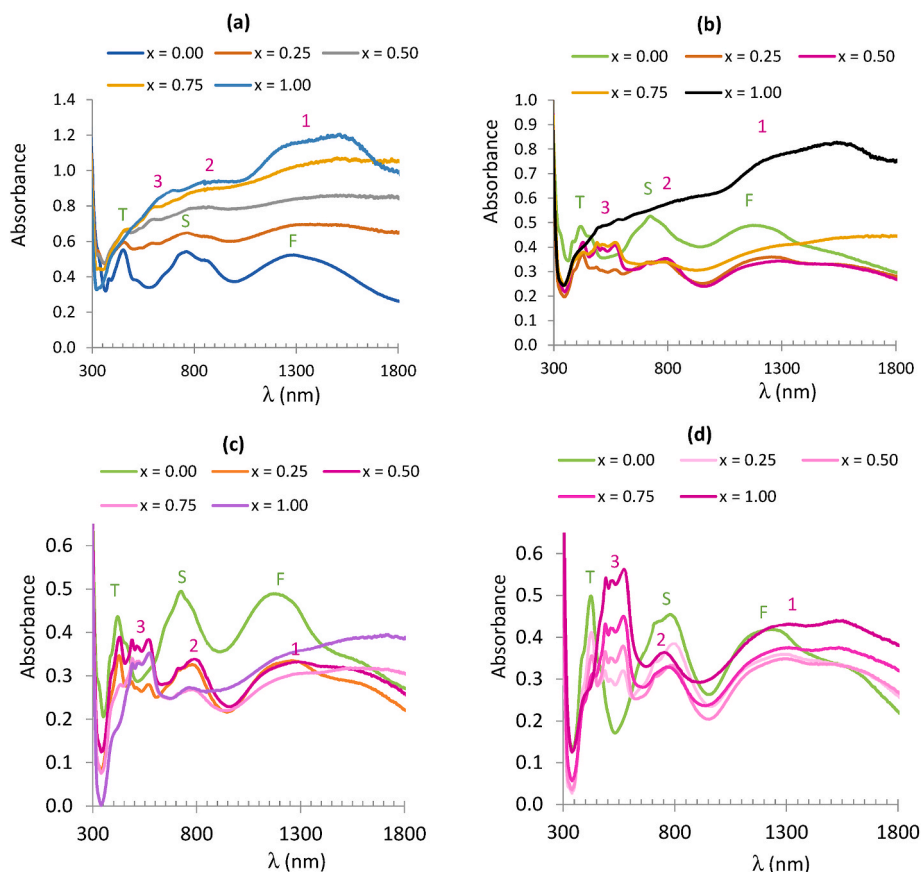 (a)
x = 0.00 x = 0.25 x = 0.50
x = 0.75 x = 1.00
1.4
1.2
1.0
0.8
0.6
0.4
0.2
0.0
Absorbance
T 3 S 2 F 1
300 800 1300 1800
λ (nm)
(b)
x = 0.00 x = 0.25 x = 0.50
x = 0.75 x = 1.00
1.0
0.9
0.8
0.7
0.6
0.5
0.4
0.3
0.2
0.1
0.0
Absorbance
T 3 S 2 F 1
300 800 1300 1800
λ (nm)
(c)
x = 0.00 x = 0.25 x = 0.50
x = 0.75 x = 1.00
0.6
0.5
0.4
0.3
0.2
0.1
0.0
Absorbance
T 3 S 2 F 1
300 800 1300 1800
λ (nm)
(d)
x = 0.00 x = 0.25 x = 0.50
x = 0.75 x = 1.00
0.6
0.5
0.4
0.3
0.2
0.1
0.0
Absorbance
T 3 S 2 F 1
300 800 1300 1800
λ (nm)